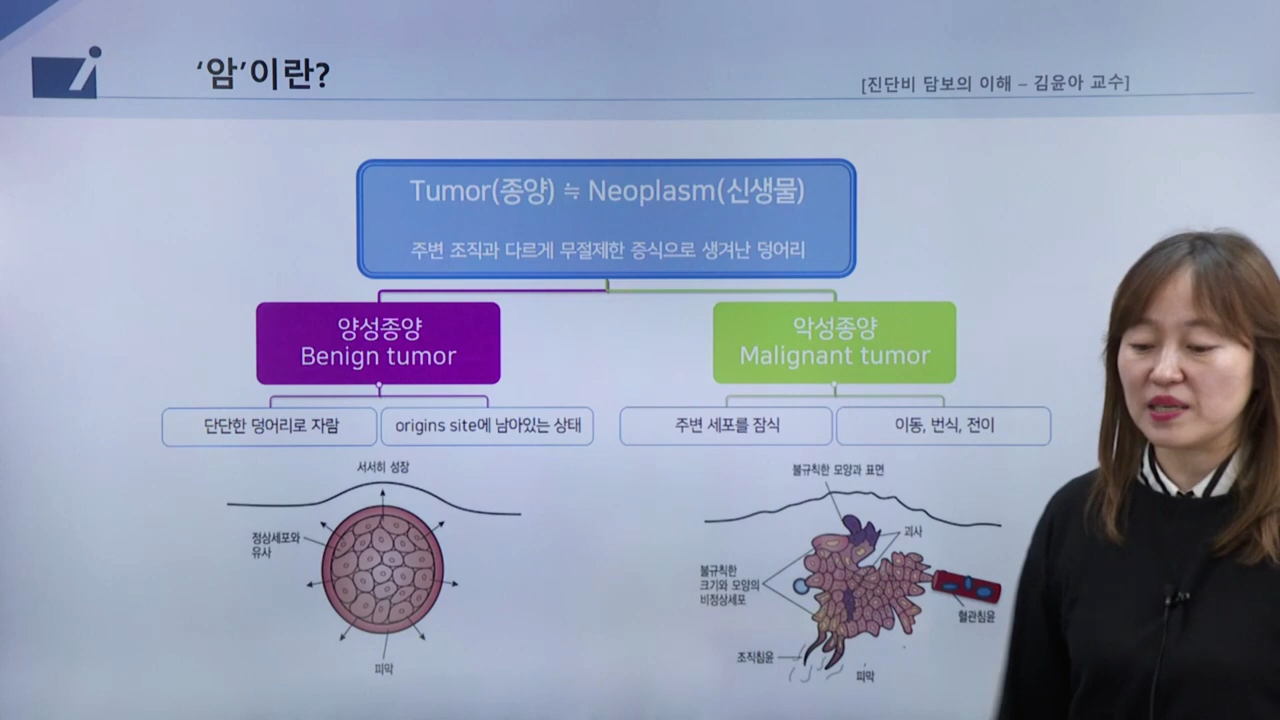 ‘암’이란?
[진단비 담보의 이해 – 김윤아 교수]
Tumor(종양) ≒ Neoplasm(신생물)
주변 조직과 다르게 무절제한 증식으로 생겨난 덩어리
양성종양
Benign tumor
악성종양
Malignant tumor
단단한 덩어리로 자람
origins site에 남아있는 상태
주변 세포를 잠식
이동, 번식, 전이
서서히 성장
정상세포와
유사
피막
불규칙한 모양과 표면
괴사
불규칙한
크기와 모양의
비정상세포
혈관침윤
조직침윤
피막